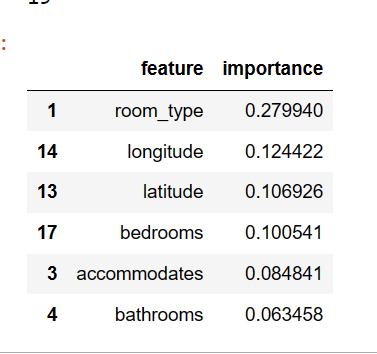 :
feature importance
1 room_type 0.279940
14 longitude 0.124422
13 latitude 0.106926
17 bedrooms 0.100541
3 accommodates 0.084841
4 bathrooms 0.063458